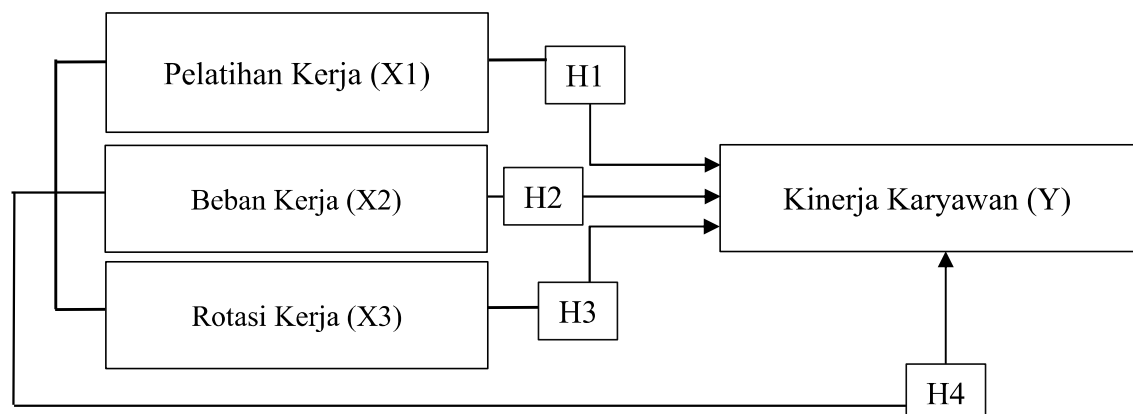 Pelatihan Kerja (X1)
H1
Beban Kerja (X2)
H2
Kinerja Karyawan (Y)
Rotasi Kerja (X3)
H3
H4